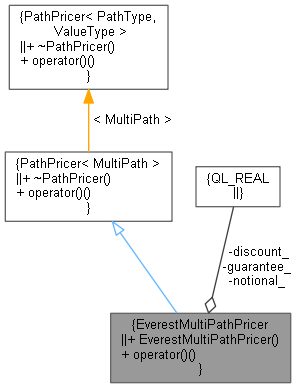 {PathPricer< PathType,
ValueType >
||+ ~PathPricer()
+ operator()()
}
< MultiPath >
{PathPricer< MultiPath >
||+ ~PathPricer()
+ operator()()
}
{QL_REAL
||}
-discount_
-guarantee_
-notional_
{EverestMultiPathPricer
||+ EverestMultiPathPricer()
+ operator()()
}